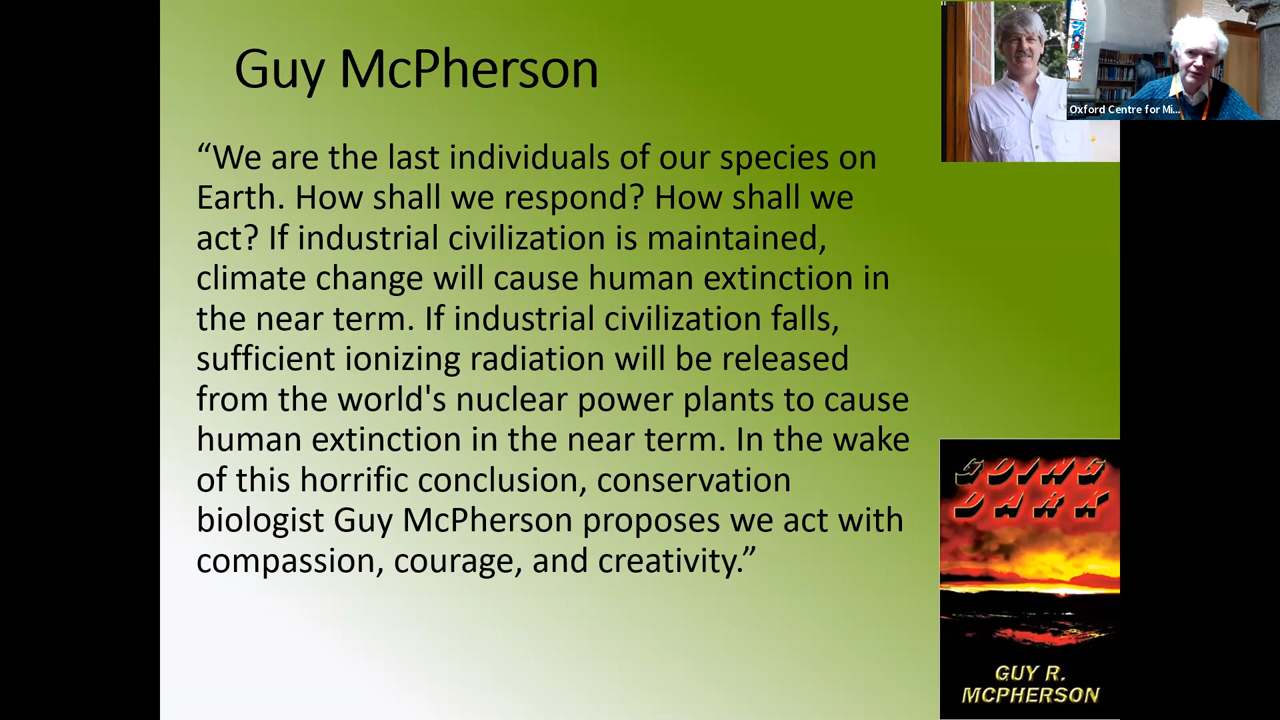 Guy McPherson
“We are the last individuals of our species on
Earth. How shall we respond? How shall we
act? If industrial civilization is maintained,
climate change will cause human extinction in
the near term. If industrial civilization falls,
sufficient ionizing radiation will be released
from the world's nuclear power plants to cause
human extinction in the near term. In the wake
of this horrific conclusion, conservation
biologist Guy McPherson proposes we act with
compassion, courage, and creativity.”
Oxford Centre for Mi...
GOING
DARK
GUY R.
MCPHERSON